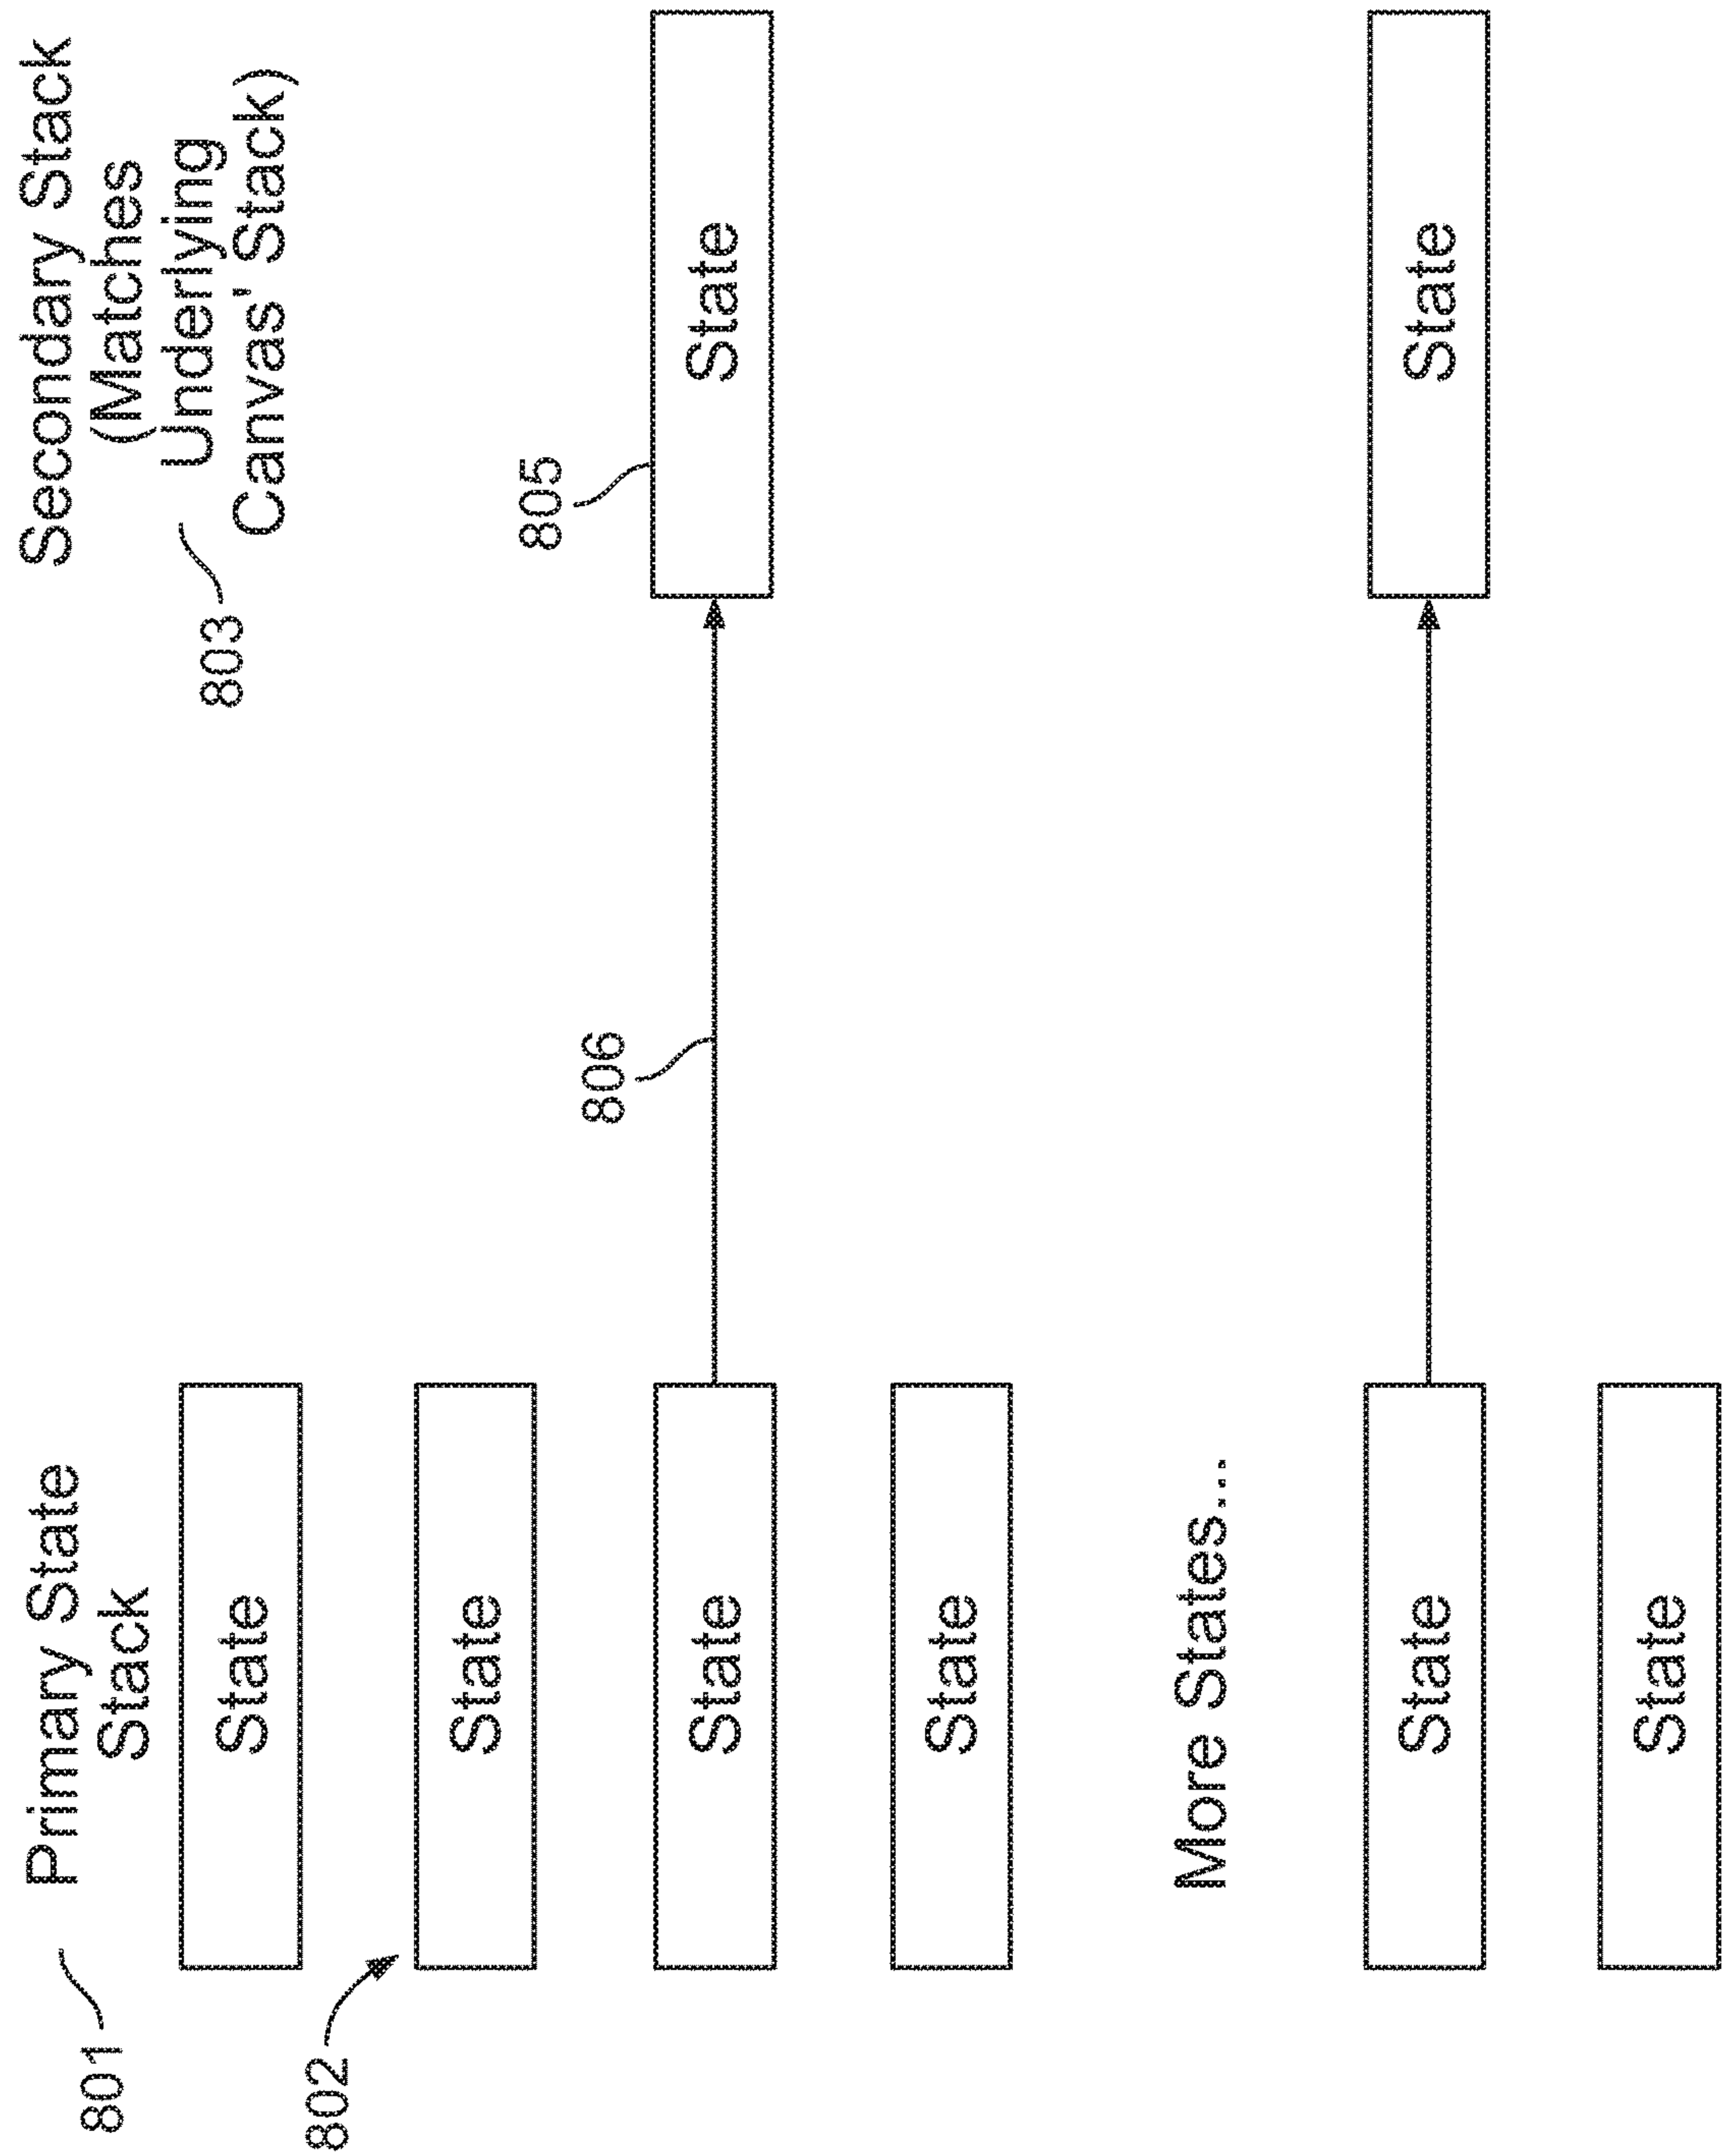 801
Primary State
Stack
803
Secondary Stack
(Matches
Underlying
Canvas' Stack)
State
802
State
805
State
806
State
State
More States...
State
State
State